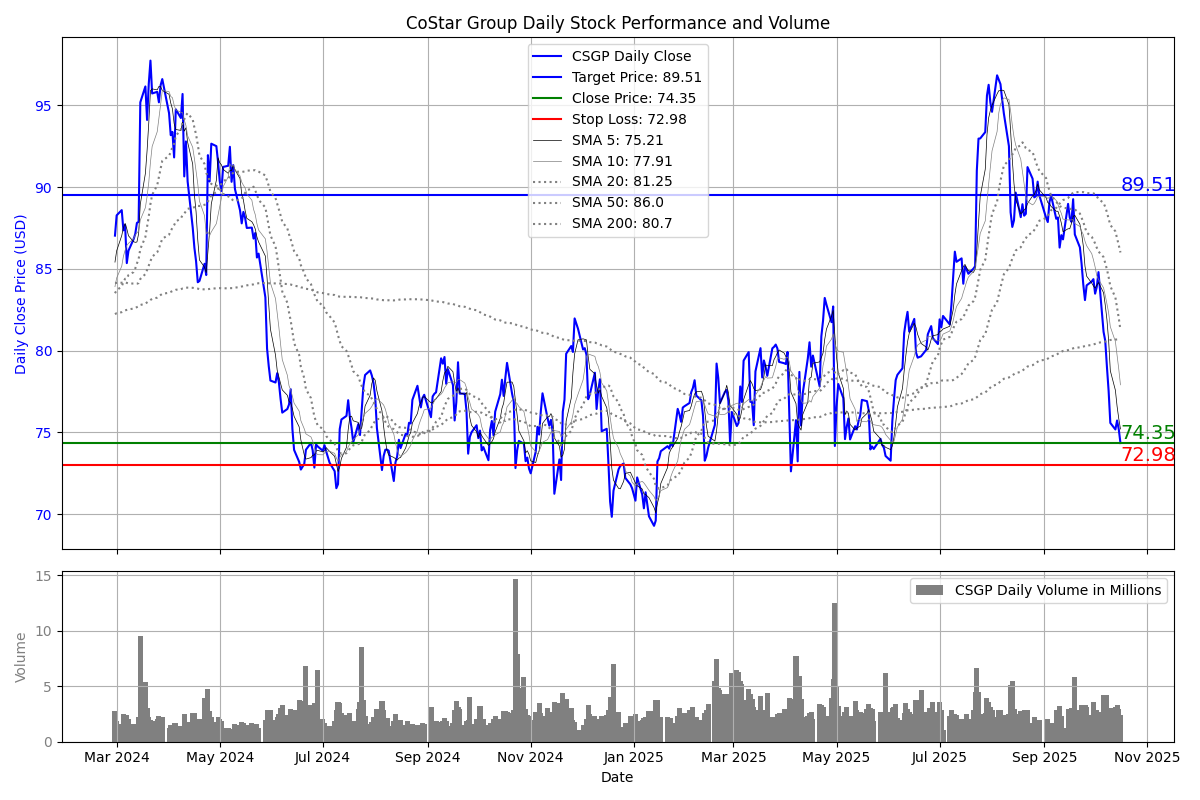 CoStar Group Daily Stock Performance and Volume
Daily Close Price (USD)
95
90
85
80
75
70
CSGP Daily Close
Target Price: 89.51
Close Price: 74.35
Stop Loss: 72.98
SMA 5: 75.21
SMA 10: 77.91
SMA 20: 81.25
SMA 50: 86.0
SMA 200: 80.7
89.51
74.35
72.98
Volume
15
10
5
0
CSGP Daily Volume in Millions
Mar 2024
May 2024
Jul 2024
Sep 2024
Nov 2024
Jan 2025
Mar 2025
May 2025
Jul 2025
Sep 2025
Nov 2025
Date